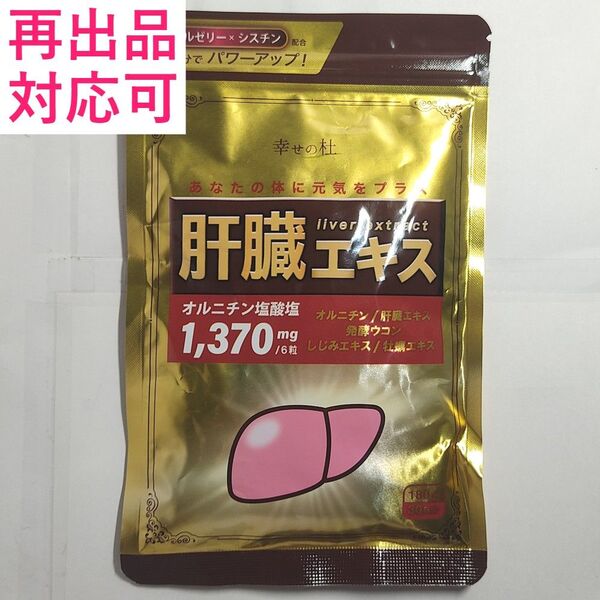 再出品
対応可
ルゼリー×シスチン 配合
分でパワーアップ!
幸せの杜
あなたの体に元気をプラス
liver extract
肝臓エキス
オルニチン塩酸塩
1,370mg
/6粒
オルニチン/肝臓エキス
発酵ウコン
しじみエキス/牡蠣エキス